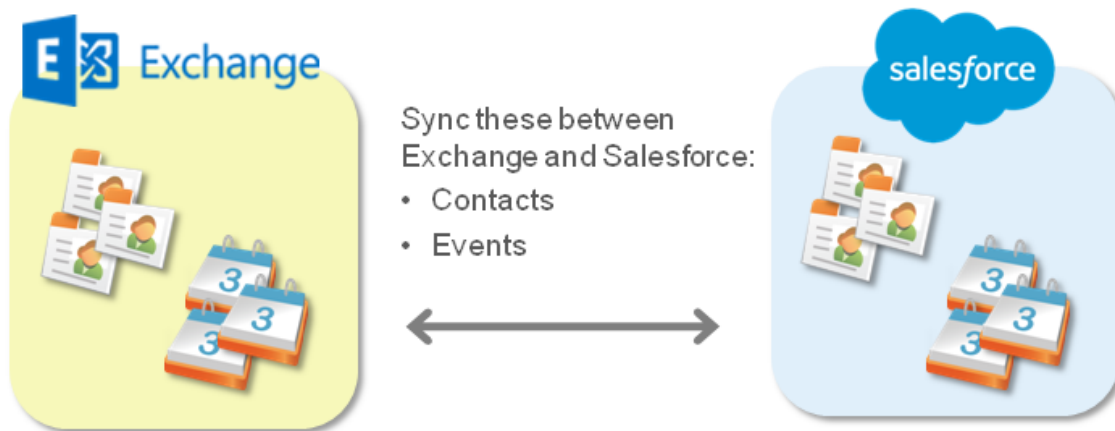 E Exchange
salesforce
Sync these between
Exchange and Salesforce:
• Contacts
• Events
3
3
3
3
3
3